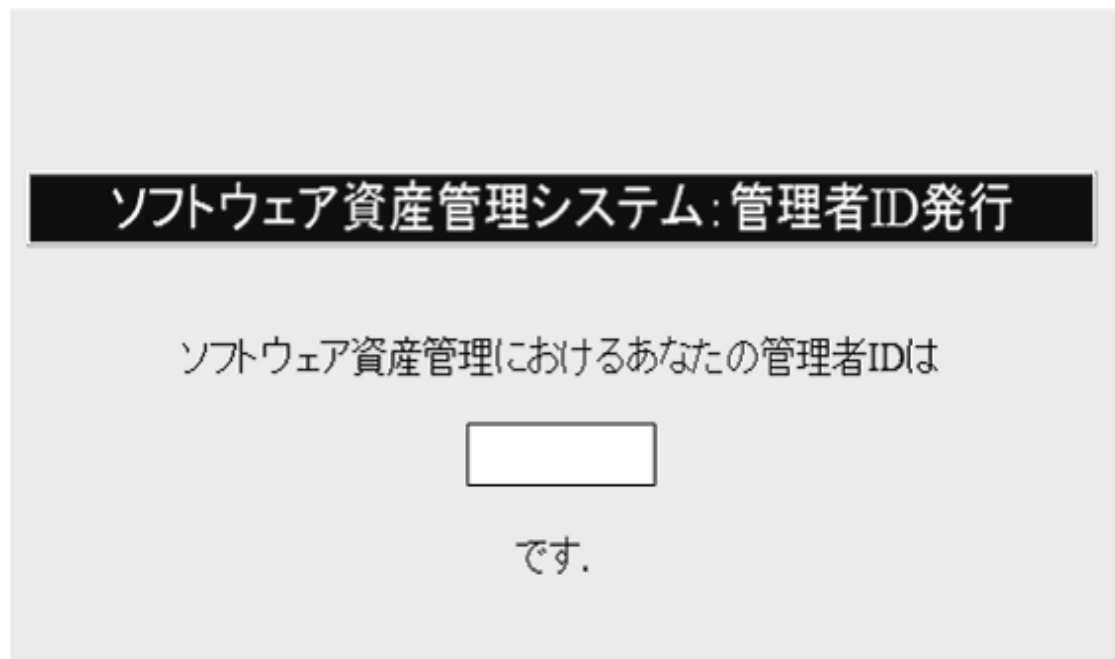 ソフトウェア資産管理システム:管理者ID発行
ソフトウェア資産管理におけるあなたの管理者IDは
です.